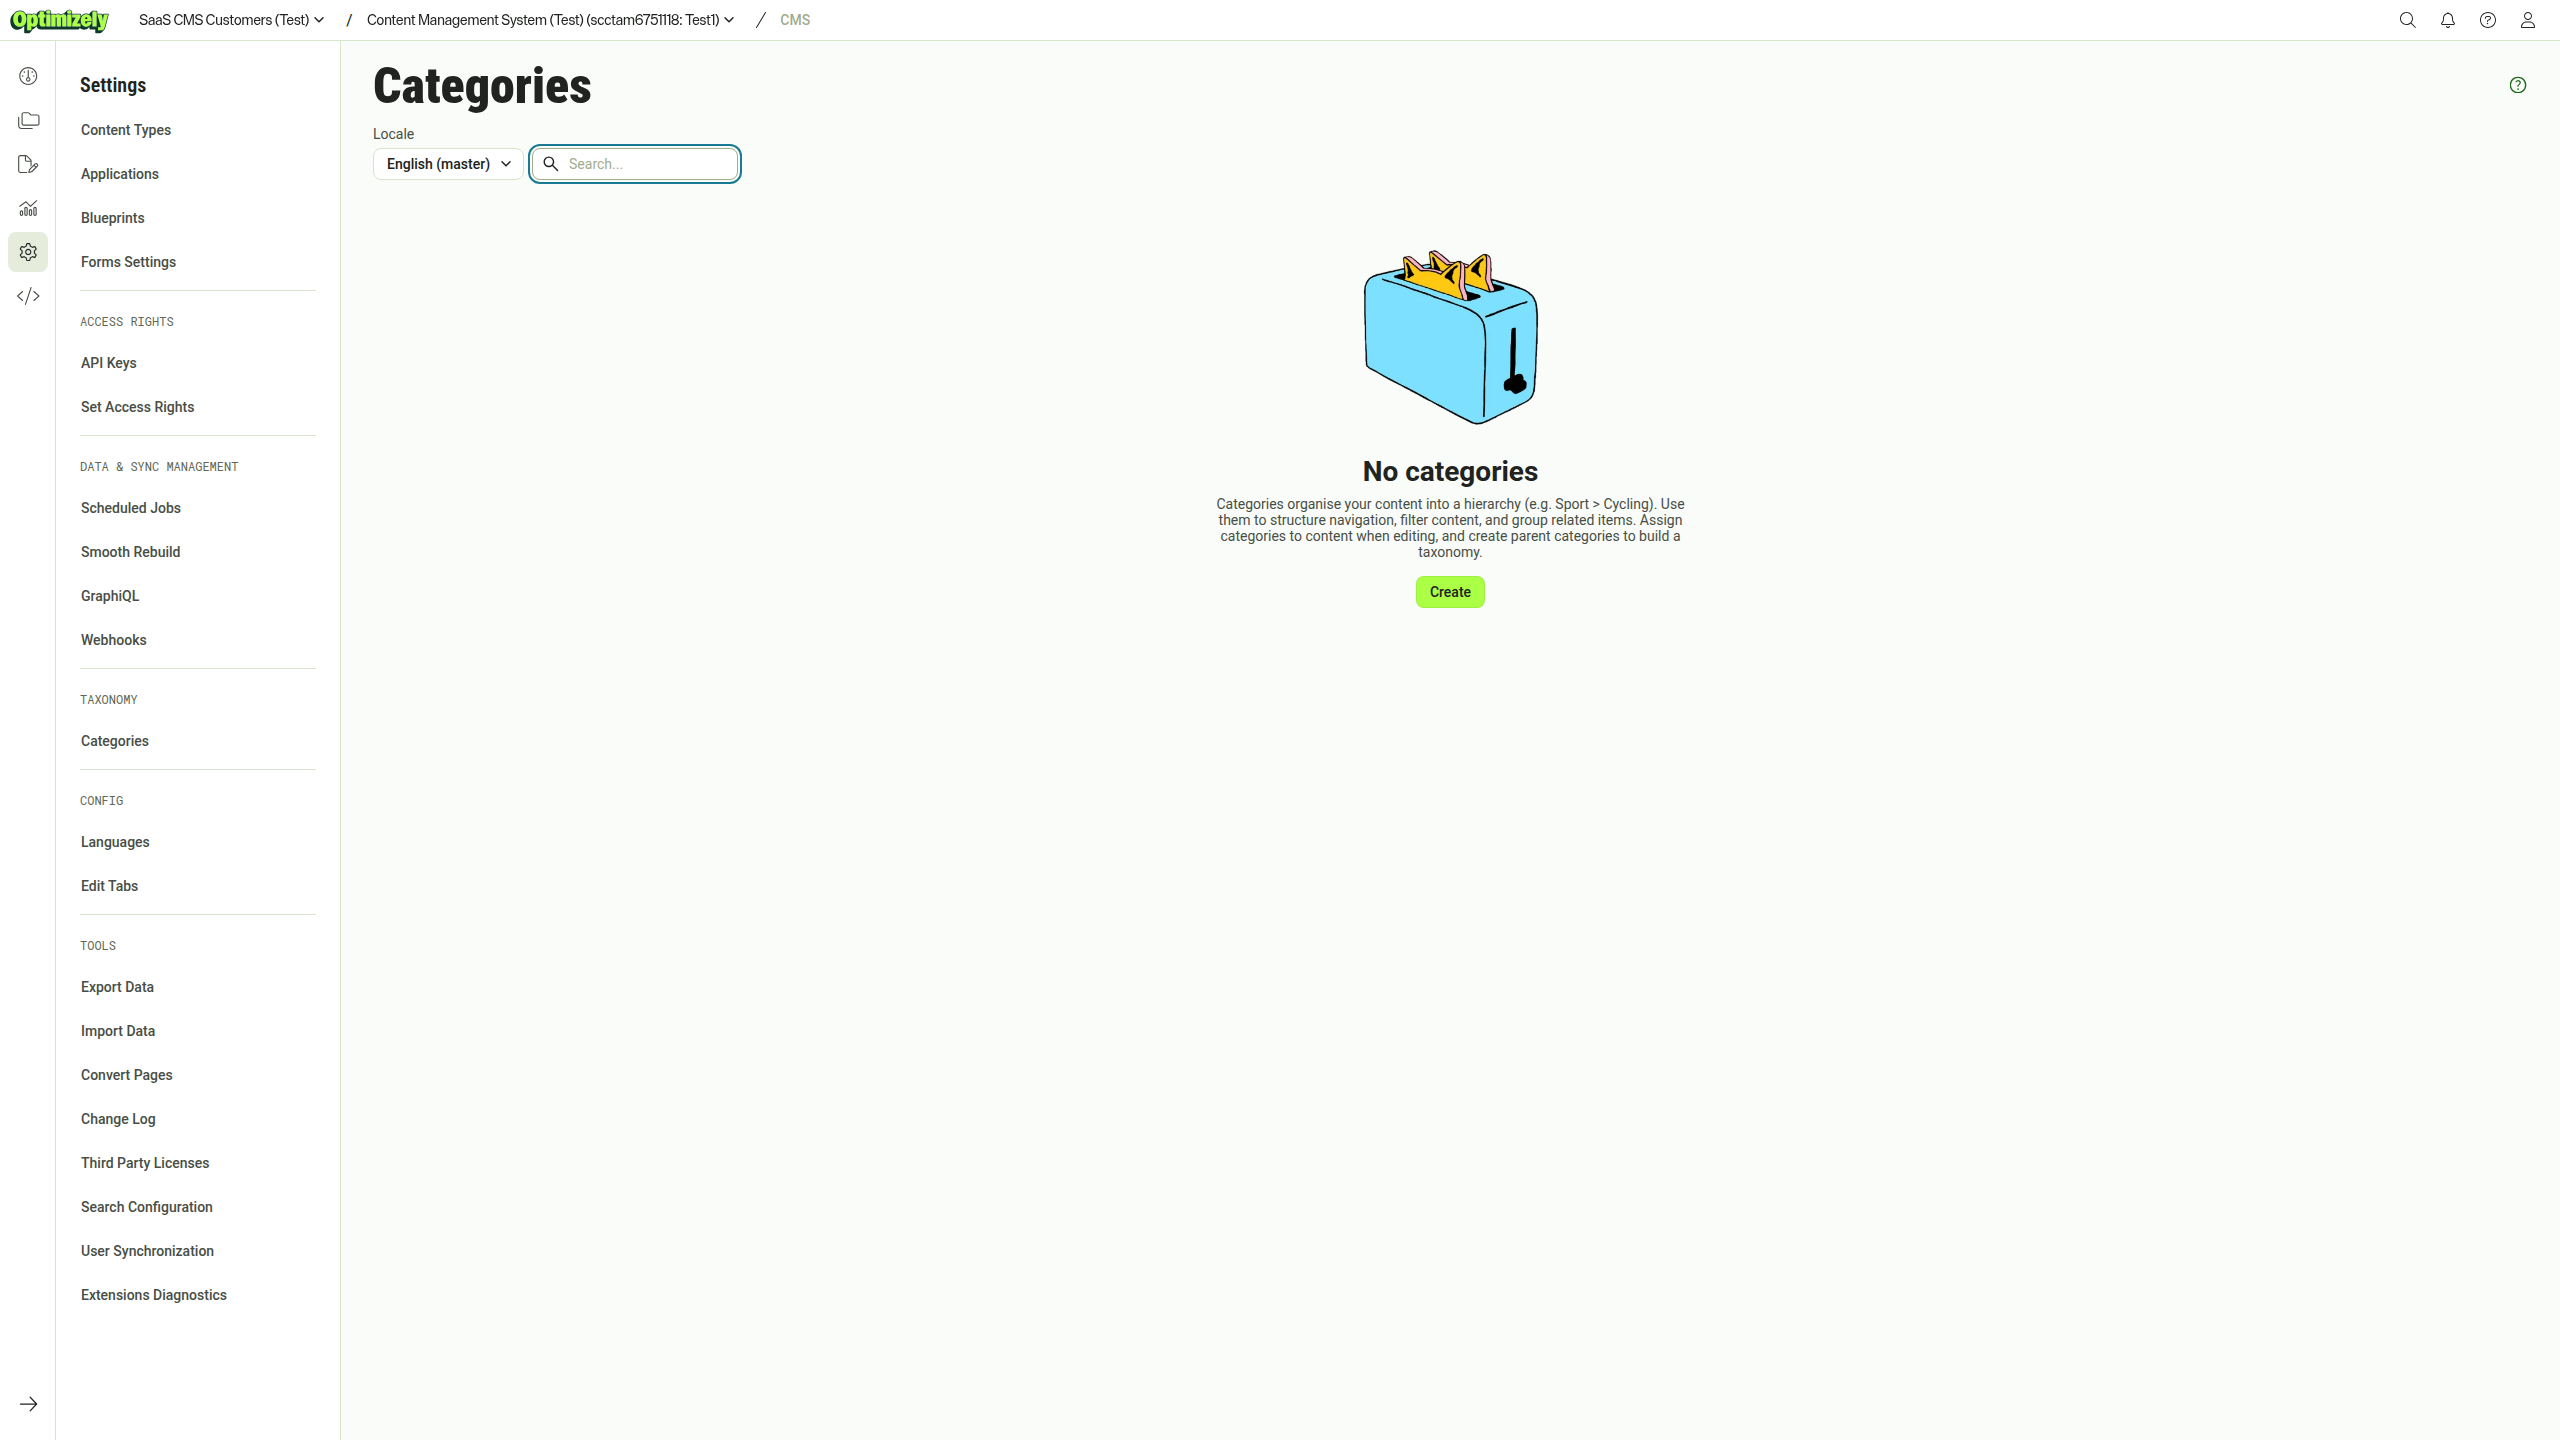 Optimizely
SaaS CMS Customers (Test) / Content Management System (Test) (scctam6751118: Test1) / CMS
Settings
Content Types
Applications
Blueprints
Forms Settings
ACCESS RIGHTS
API Keys
Set Access Rights
DATA & SYNC MANAGEMENT
Scheduled Jobs
Smooth Rebuild
GraphiQL
Webhooks
TAXONOMY
Categories
CONFIG
Languages
Edit Tabs
TOOLS
Export Data
Import Data
Convert Pages
Change Log
Third Party Licenses
Search Configuration
User Synchronization
Extensions Diagnostics
Categories
Locale
English (master)
Search...
No categories
Categories organise your content into a hierarchy (e.g. Sport > Cycling). Use
them to structure navigation, filter content, and group related items. Assign
categories to content when editing, and create parent categories to build a
taxonomy.
Create